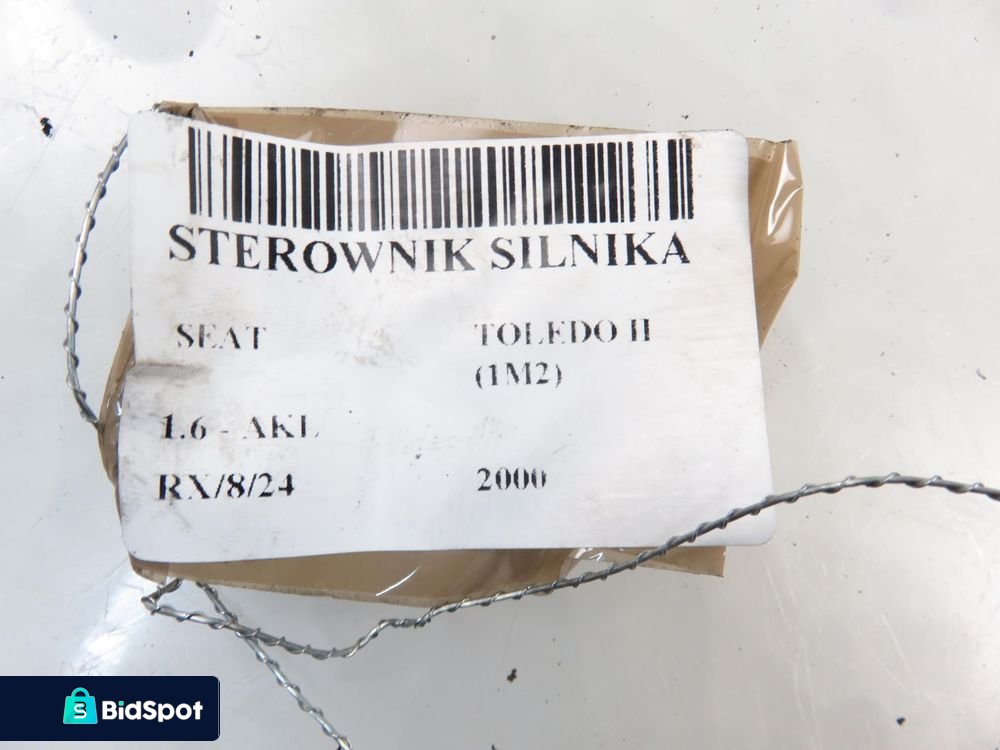 STEROWNIK SILNIKA
SEAT TOLEDO II
(1M2)
1.6 - AKL
RX/8/24 2000
BidSpot